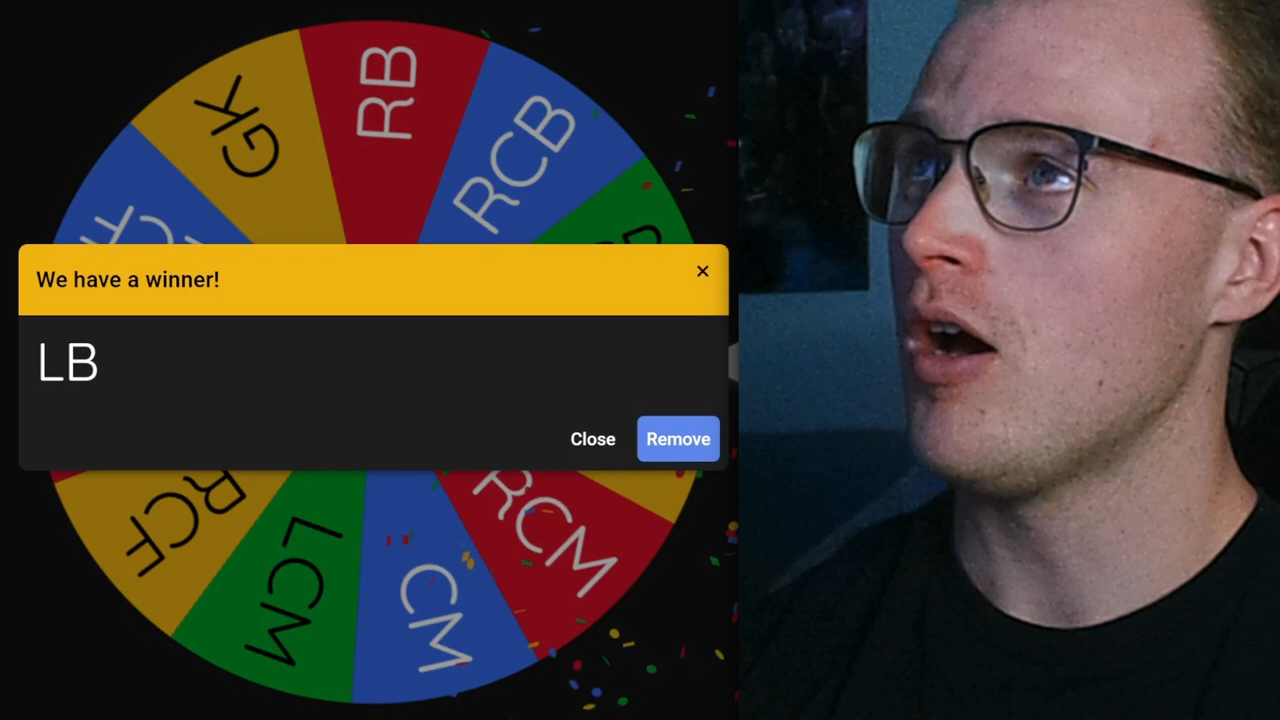 RB
GK
RCB
We have a winner!
×
LB
Close
Remove
RCF
RCM
LCM
CM